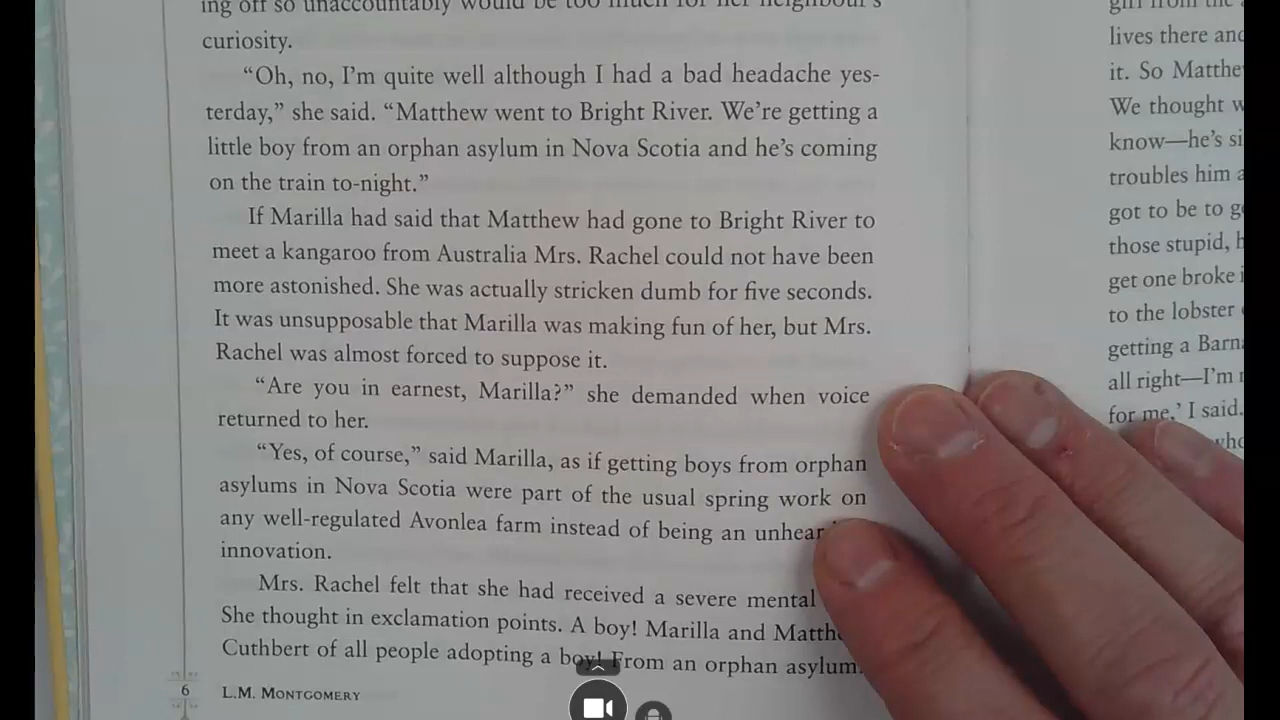 ing off so unaccountably would be too much for her neighbour's
curiosity.
“Oh, no, I'm quite well although I had a bad headache yes-
terday,” she said. “Matthew went to Bright River. We're getting a
little boy from an orphan asylum in Nova Scotia and he's coming
on the train to-night.”
If Marilla had said that Matthew had gone to Bright River to
meet a kangaroo from Australia Mrs. Rachel could not have been
more astonished. She was actually stricken dumb for five seconds.
It was unsupposable that Marilla was making fun of her, but Mrs.
Rachel was almost forced to suppose it.
“Are you in earnest, Marilla?” she demanded when voice
returned to her.
“Yes, of course,” said Marilla, as if getting boys from orphan
asylums in Nova Scotia were part of the usual spring work on
any well-regulated Avonlea farm instead of being an
innovation.
Mrs. Rachel felt that she had received a severe mental
She thought in exclamation points. A boy! Marilla and
Cuthbert of all people adopting a boy! From an orphan asylum
6 L.M. MONTGOMERY
girl from the
lives there
it. So
We thought
know—he's
troubles him
got to be to
those stupid,
get one broke
to the lobster
getting a
all right—I'm
for me,' I said.